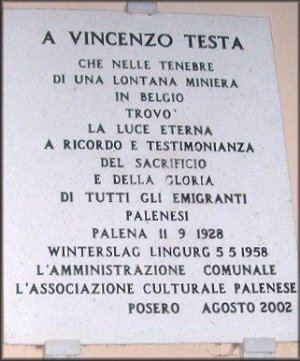 A VINCENZO TESTA
CHE NELLE TENEBRE
DI UNA LONTANA MINIERA
IN BELGIO
TROVO'
LA LUCE ETERNA
A RICORDO E TESTIMONIANZA
DEL SACRIFICIO
E DELLA GLORIA
DI TUTTI GLI EMIGRANTI
PALENESI
PALENA 11 9 1928
WINTERSLAG LINGURG 5 5 1958
L'AMMINISTRAZIONE COMUNALE
L'ASSOCIAZIONE CULTURALE PALENESE
POSERO AGOSTO 2002